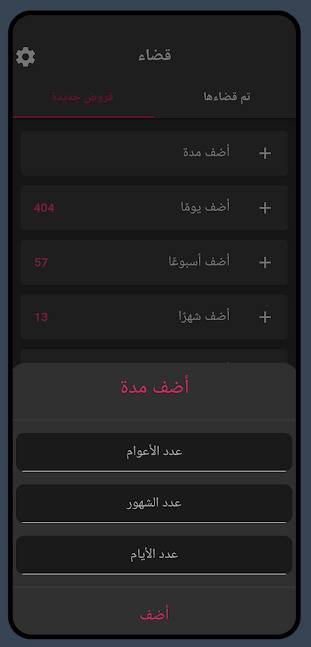 قضاء
تم قضاءها
فروض جديدة
أضف مدة
أضف يومًا
404
أضف أسبوعًا
57
أضف شهرًا
13
أضف مدة
عدد الأعوام
عدد الشهور
عدد الأيام
أضف